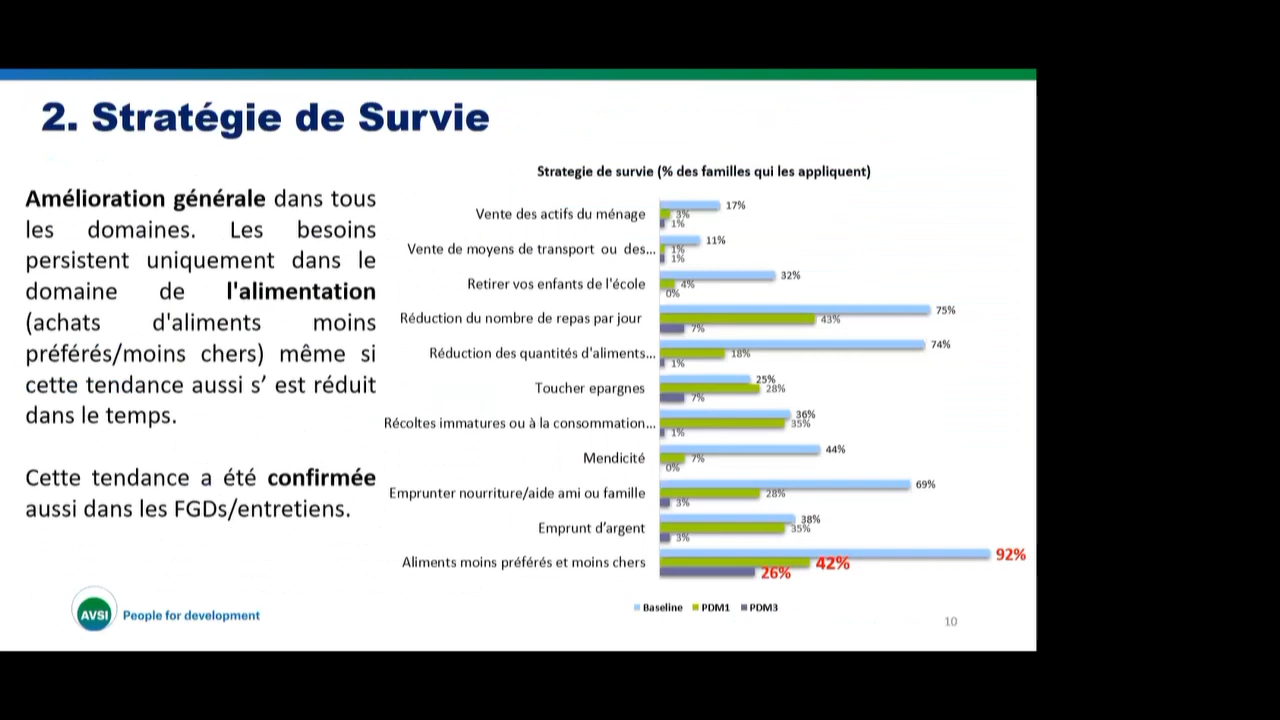 2. Stratégie de Survie
Amélioration générale dans tous
les domaines. Les besoins
persistent uniquement dans le
domaine de l'alimentation
(achats d'aliments moins
préférés/moins chers) même si
cette tendance aussi s’ est réduit
dans le temps.
Cette tendance a été confirmée
aussi dans les FGDs/entretiens.
Strategie de survie (% des familles qui les appliquent)
Vente des actifs du ménage
17%
3%
1%
Vente de moyens de transport ou des...
11%
1%
1%
Retirer vos enfants de l'école
32%
4%
0%
Réduction du nombre de repas par jour
75%
43%
7%
Réduction des quantités d'aliments...
74%
18%
1%
Toucher epargnes
25%
28%
7%
Récoltes immatures ou à la consommation...
36%
35%
1%
Mendicité
44%
7%
0%
Emprunter nourriture/aide ami ou famille
69%
28%
3%
Emprunt d’argent
38%
35%
3%
Aliments moins préférés et moins chers
92%
42%
26%
Baseline PDM1 PDM3
AVSI People for development
10